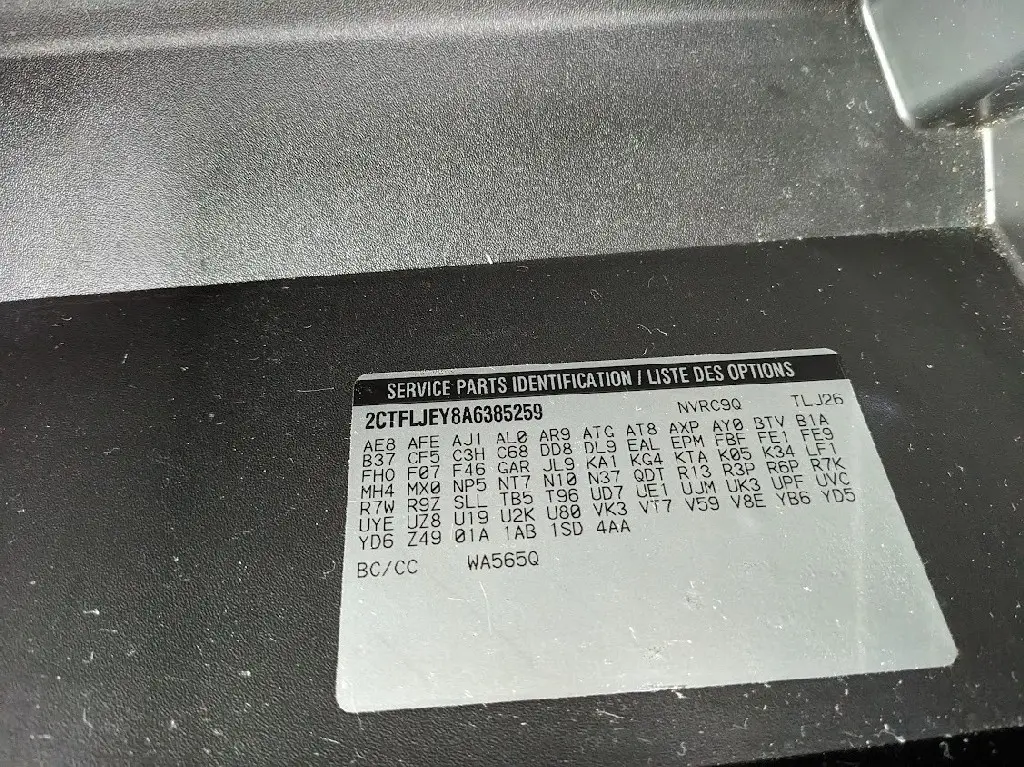 SERVICE PARTS IDENTIFICATION / LISTE DES OPTIONS
2CTFLJEY8A6385259 NVRC9Q TLJ26
AE8 AFE AJ1 AL0 AR9 ATG AT8 AXP AY0 BTV B1A
B37 CF5 C3H C68 DD8 DL9 EAL EPM FBF FE1 FE9
FHO F07 F46 GAR JL9 KA1 KG4 KTA K05 K34 LF1
MH4 MX0 NP5 NT7 N10 N37 QDT R13 R3P R6P R7K
R7W R9Z SLL TB5 T96 UD7 UE1 UJM UK3 UPF UVC
UYE UZ8 U19 U2K U80 VK3 VT7 V59 V8E YB6 YD5
YD6 Z49 01A 1AB 1SD 4AA
BC/CC WA565Q